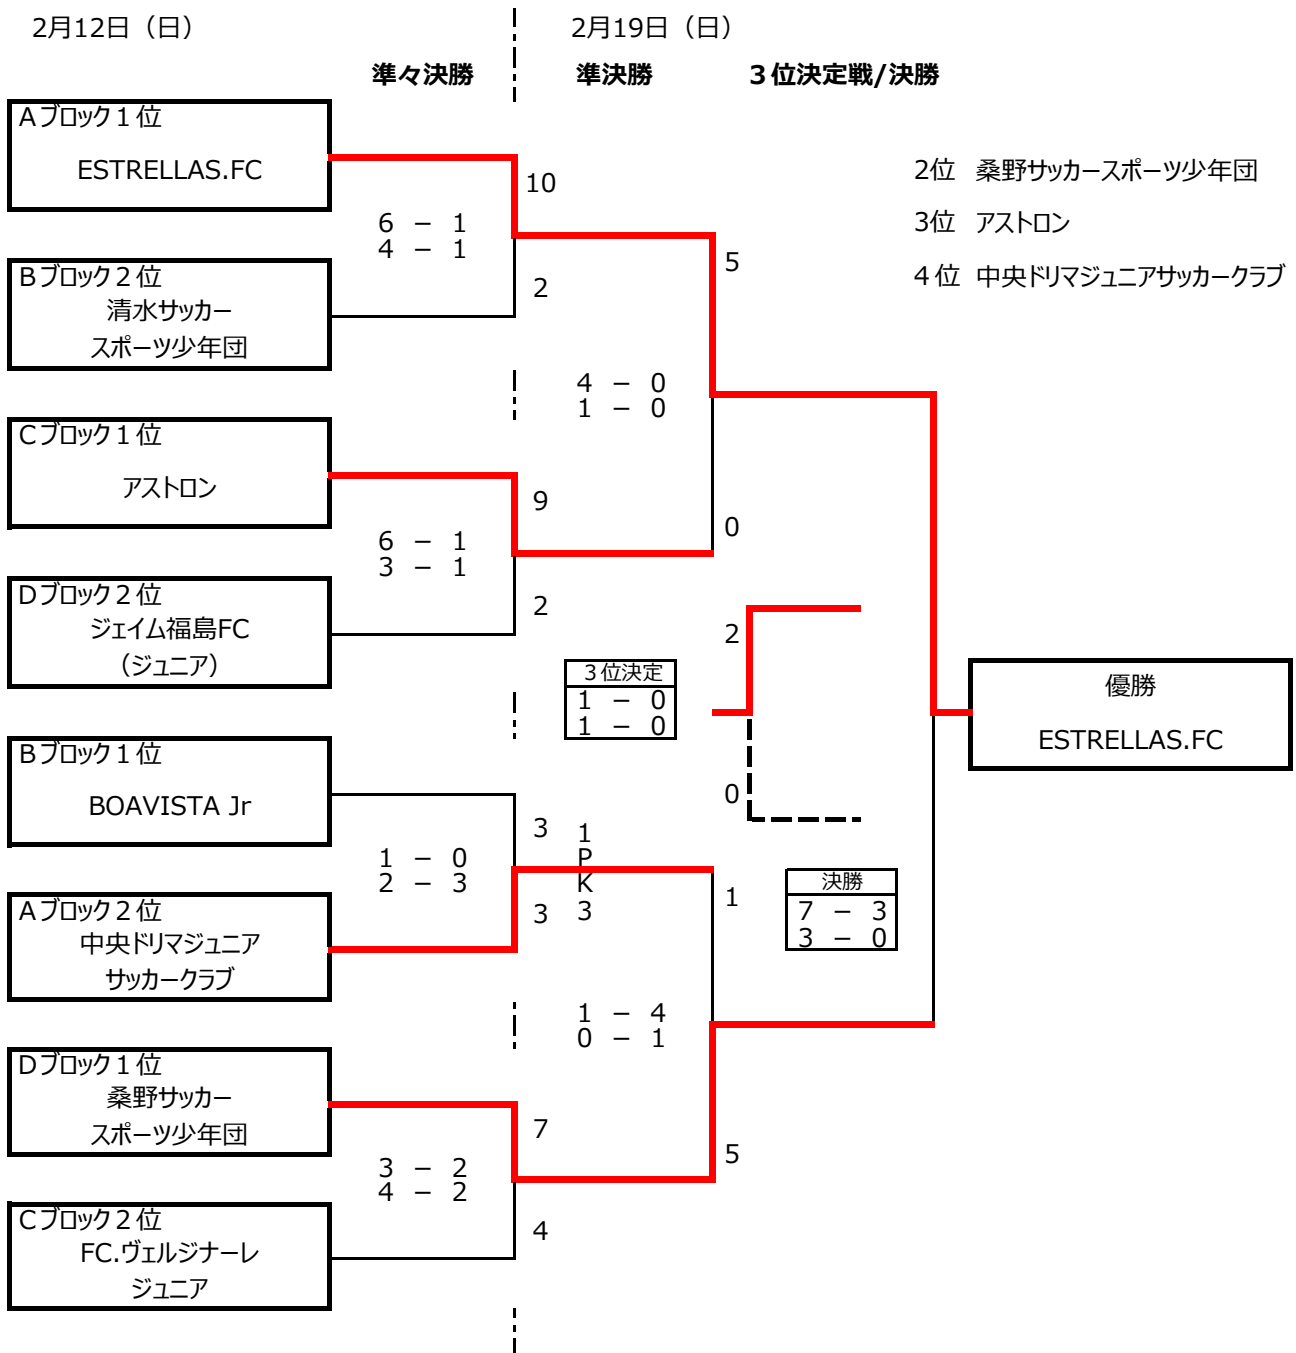 2月12日（日）
2月19日（日）
準々決勝
準決勝
３位決定戦/決勝
Aブロック１位
ESTRELLAS.FC
10
6 － 1
4 － 1
2
Bブロック２位
清水サッカー
スポーツ少年団
2位 桑野サッカースポーツ少年団
3位 アストロン
４位 中央ドリマジュニアサッカークラブ
5
4 － 0
1 － 0
0
Cブロック１位
アストロン
9
6 － 1
3 － 1
2
Dブロック２位
ジェイム福島FC
（ジュニア）
３位決定
1 － 0
1 － 0
2
0
優勝
ESTRELLAS.FC
Bブロック１位
BOAVISTA Jr
3
1 － 0
2 － 3
3
1
P
K
3
Aブロック２位
中央ドリマジュニア
サッカークラブ
1
決勝
7 － 3
3 － 0
1 － 4
0 － 1
5
Dブロック１位
桑野サッカー
スポーツ少年団
7
3 － 2
4 － 2
4
Cブロック２位
FC.ヴェルジナーレ
ジュニア